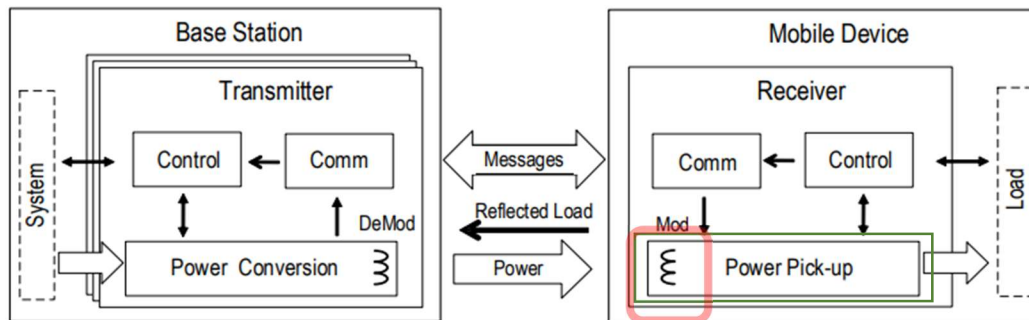 Base Station
Mobile Device
Transmitter
Receiver
System
Control
Comm
Messages
Comm
Control
Load
Reflected Load
DeMod
Mod
Power Conversion
Power
Power Pick-up